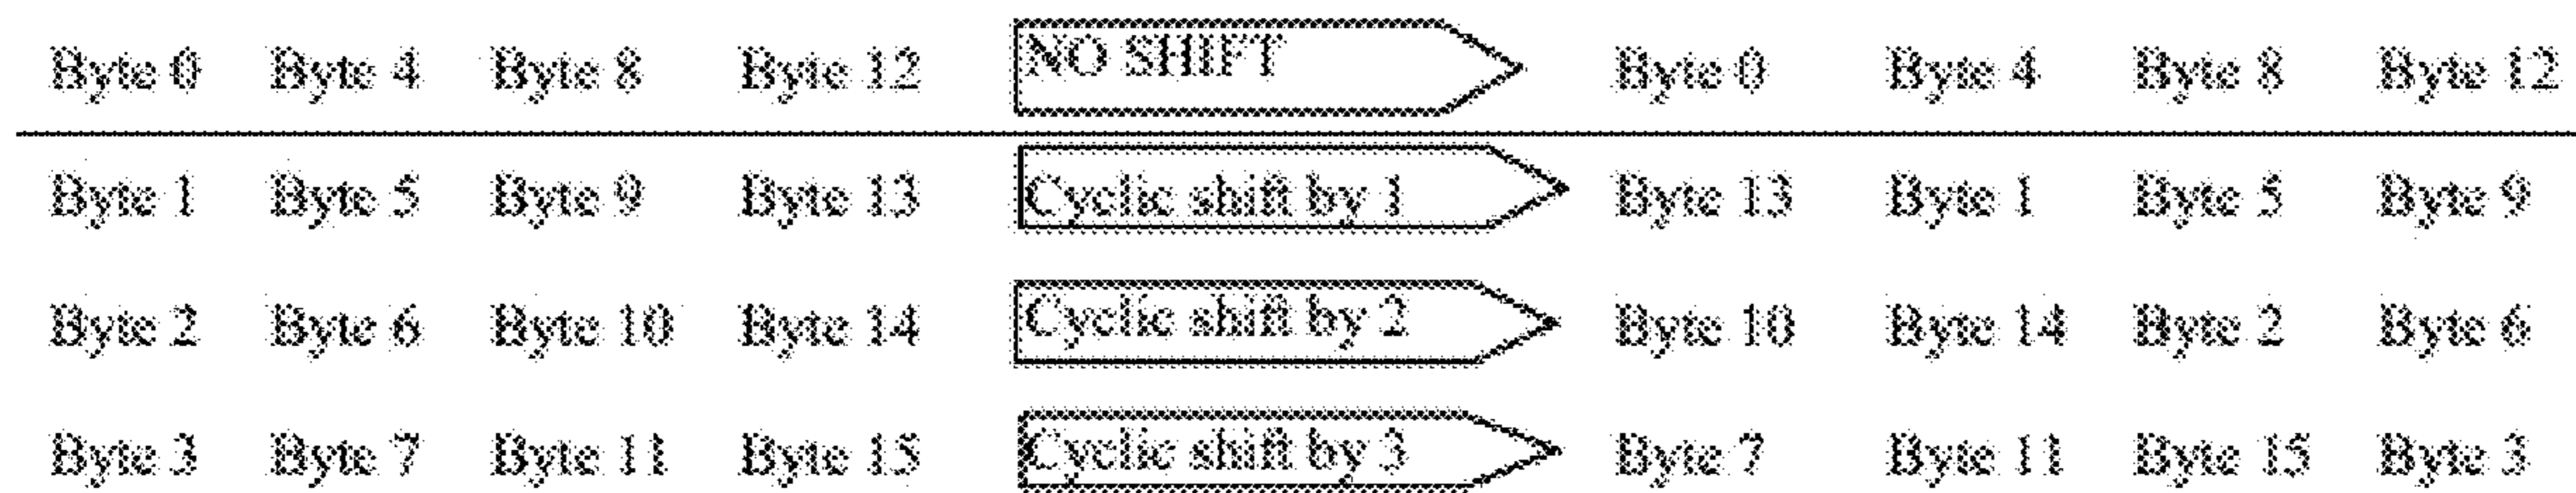 Byte 0 Byte 4 Byte 8 Byte 12 NO SHIFT Byte 0 Byte 4 Byte 8 Byte 12
Byte 1 Byte 5 Byte 9 Byte 13 Cyclic shift by 1 Byte 13 Byte 1 Byte 5 Byte 9
Byte 2 Byte 6 Byte 10 Byte 14 Cyclic shift by 2 Byte 10 Byte 14 Byte 2 Byte 6
Byte 3 Byte 7 Byte 11 Byte 15 Cyclic shift by 3 Byte 7 Byte 11 Byte 15 Byte 3